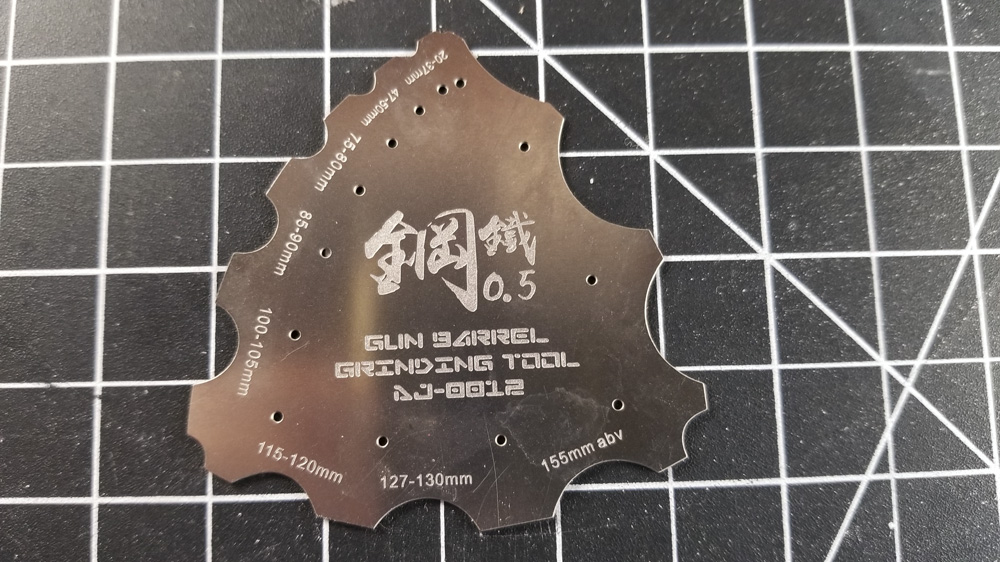 20-37mm
47-50mm
75-80mm
85-90mm
100-105mm
115-120mm
127-130mm
155mm abv
鋼鐵
0.5
GUN BARREL
GRINDING TOOL
AJ-0012